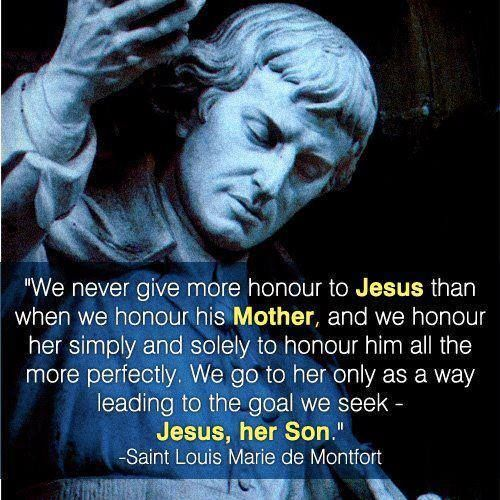 "We never give more honour to Jesus than
when we honour his Mother, and we honour
her simply and solely to honour him all the
more perfectly. We go to her only as a way
leading to the goal we seek -
Jesus, her Son."
-Saint Louis Marie de Montfort